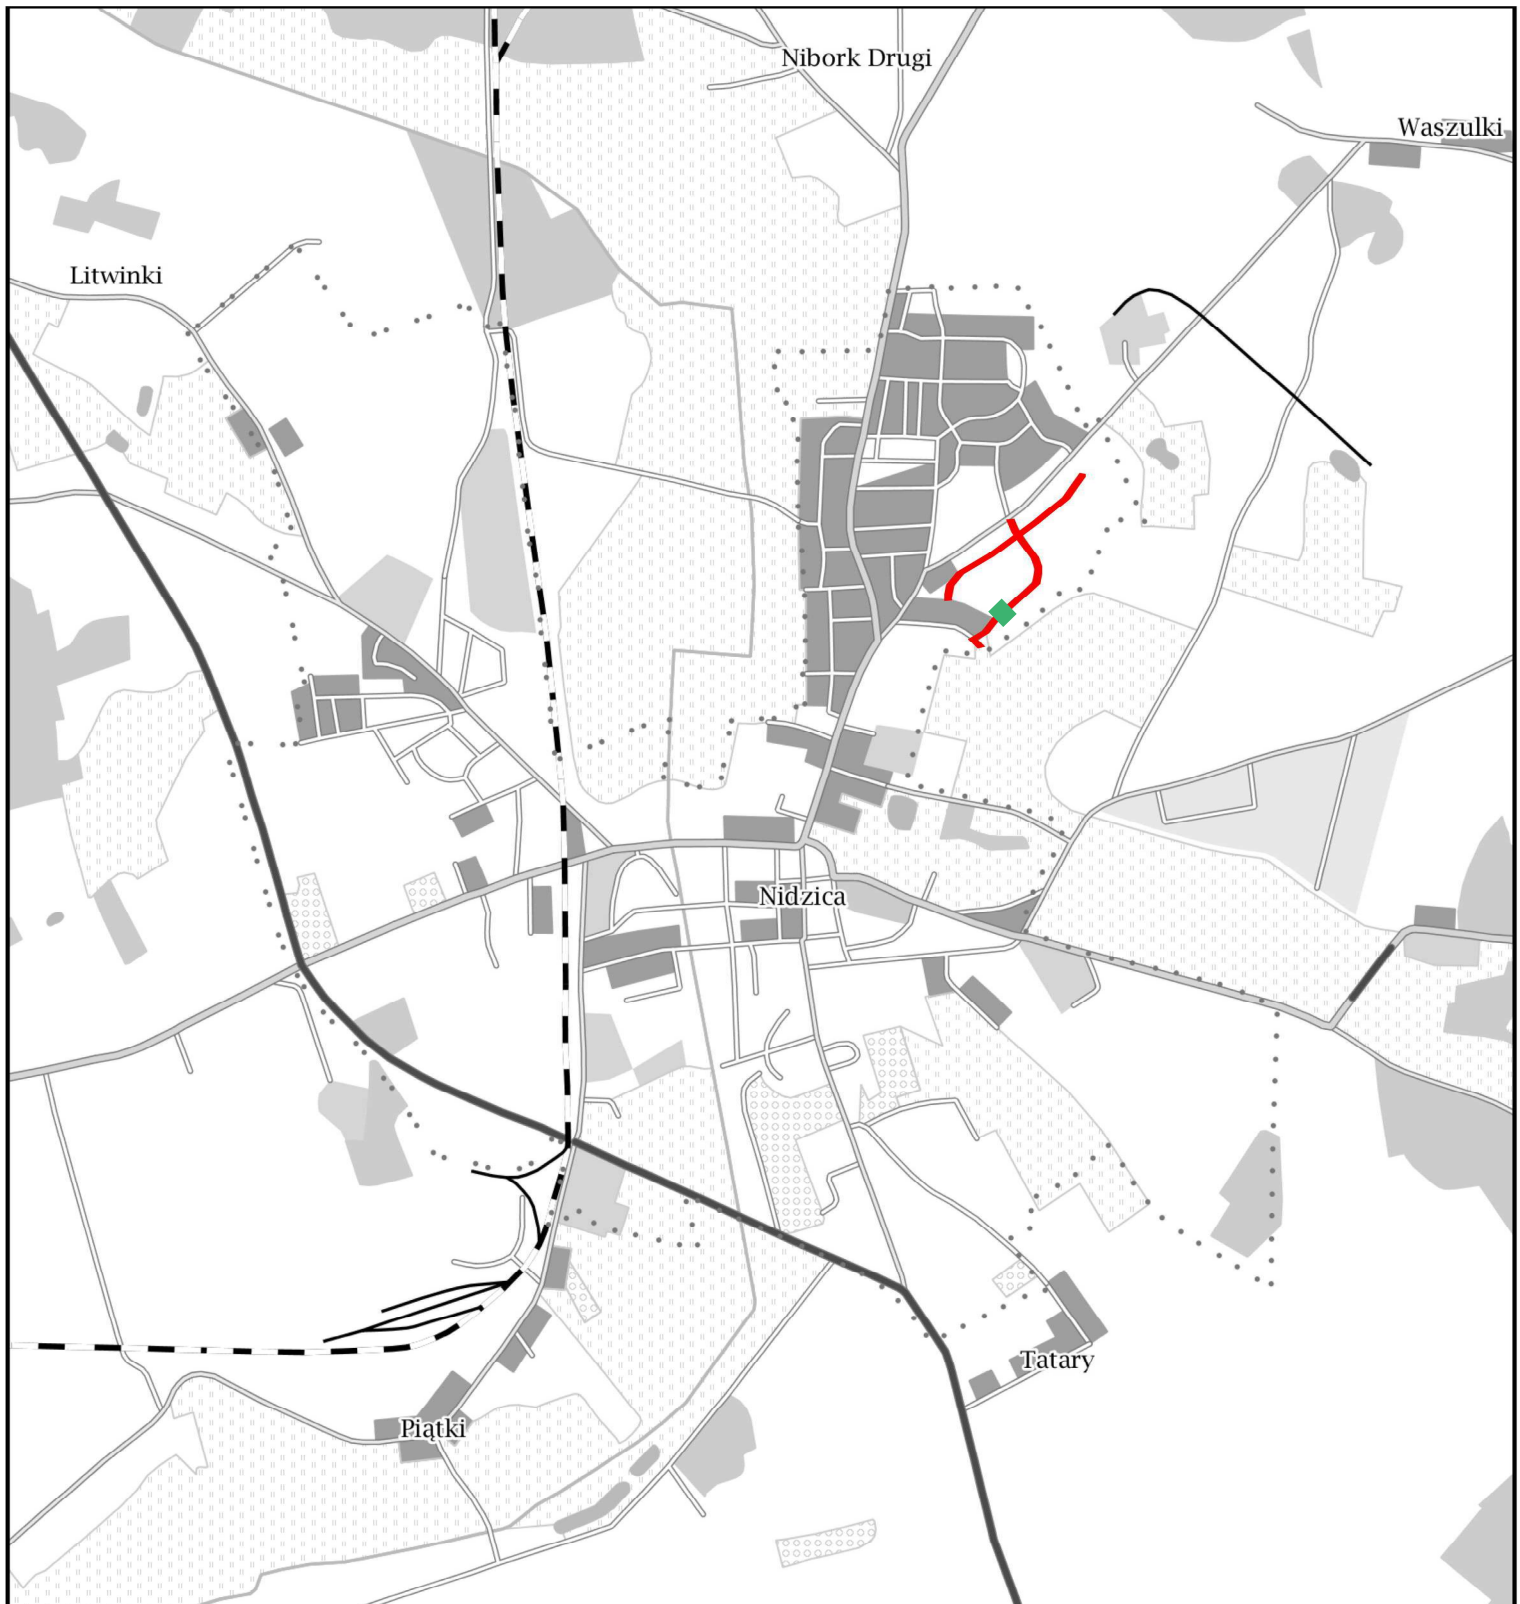 Nibork Drugi
Waszulki
Litwinki
Nidzica
Tatary
Piątki